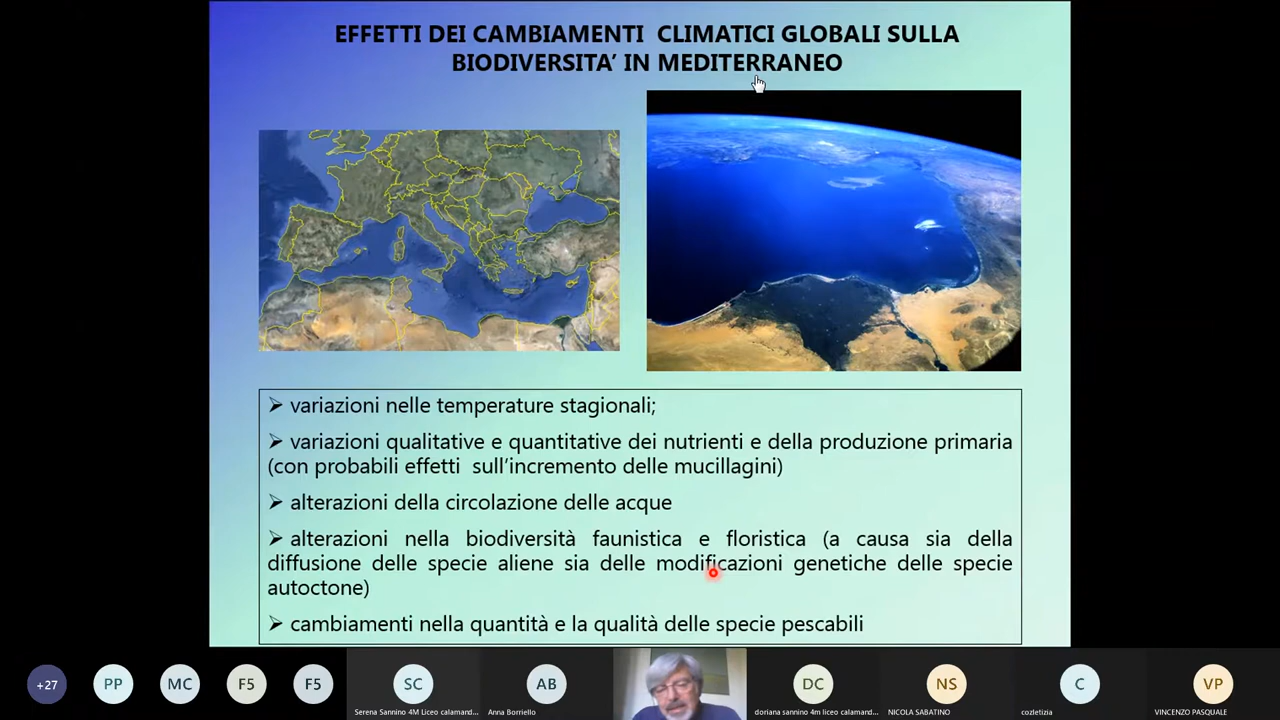 EFFETTI DEI CAMBIAMENTI CLIMATICI GLOBALI SULLA
BIODIVERSITA’ IN MEDITERRANEO
➢ variazioni nelle temperature stagionali;
➢ variazioni qualitative e quantitative dei nutrienti e della produzione primaria
(con probabili effetti sull’incremento delle mucillagini)
➢ alterazioni della circolazione delle acque
➢ alterazioni nella biodiversità faunistica e floristica (a causa sia della
diffusione delle specie aliene sia delle modificazioni genetiche delle specie
autoctone)
➢ cambiamenti nella quantità e la qualità delle specie pescabili
+27
PP
MC
F5
F5
SC
AB
DC
NS
C
VP
Serena Sannino 4M Liceo calamand...
Anna Borriello
doriana sannino 4m liceo calamand...
NICOLA SABATINO
cozletizia
VINCENZO PASQUALE